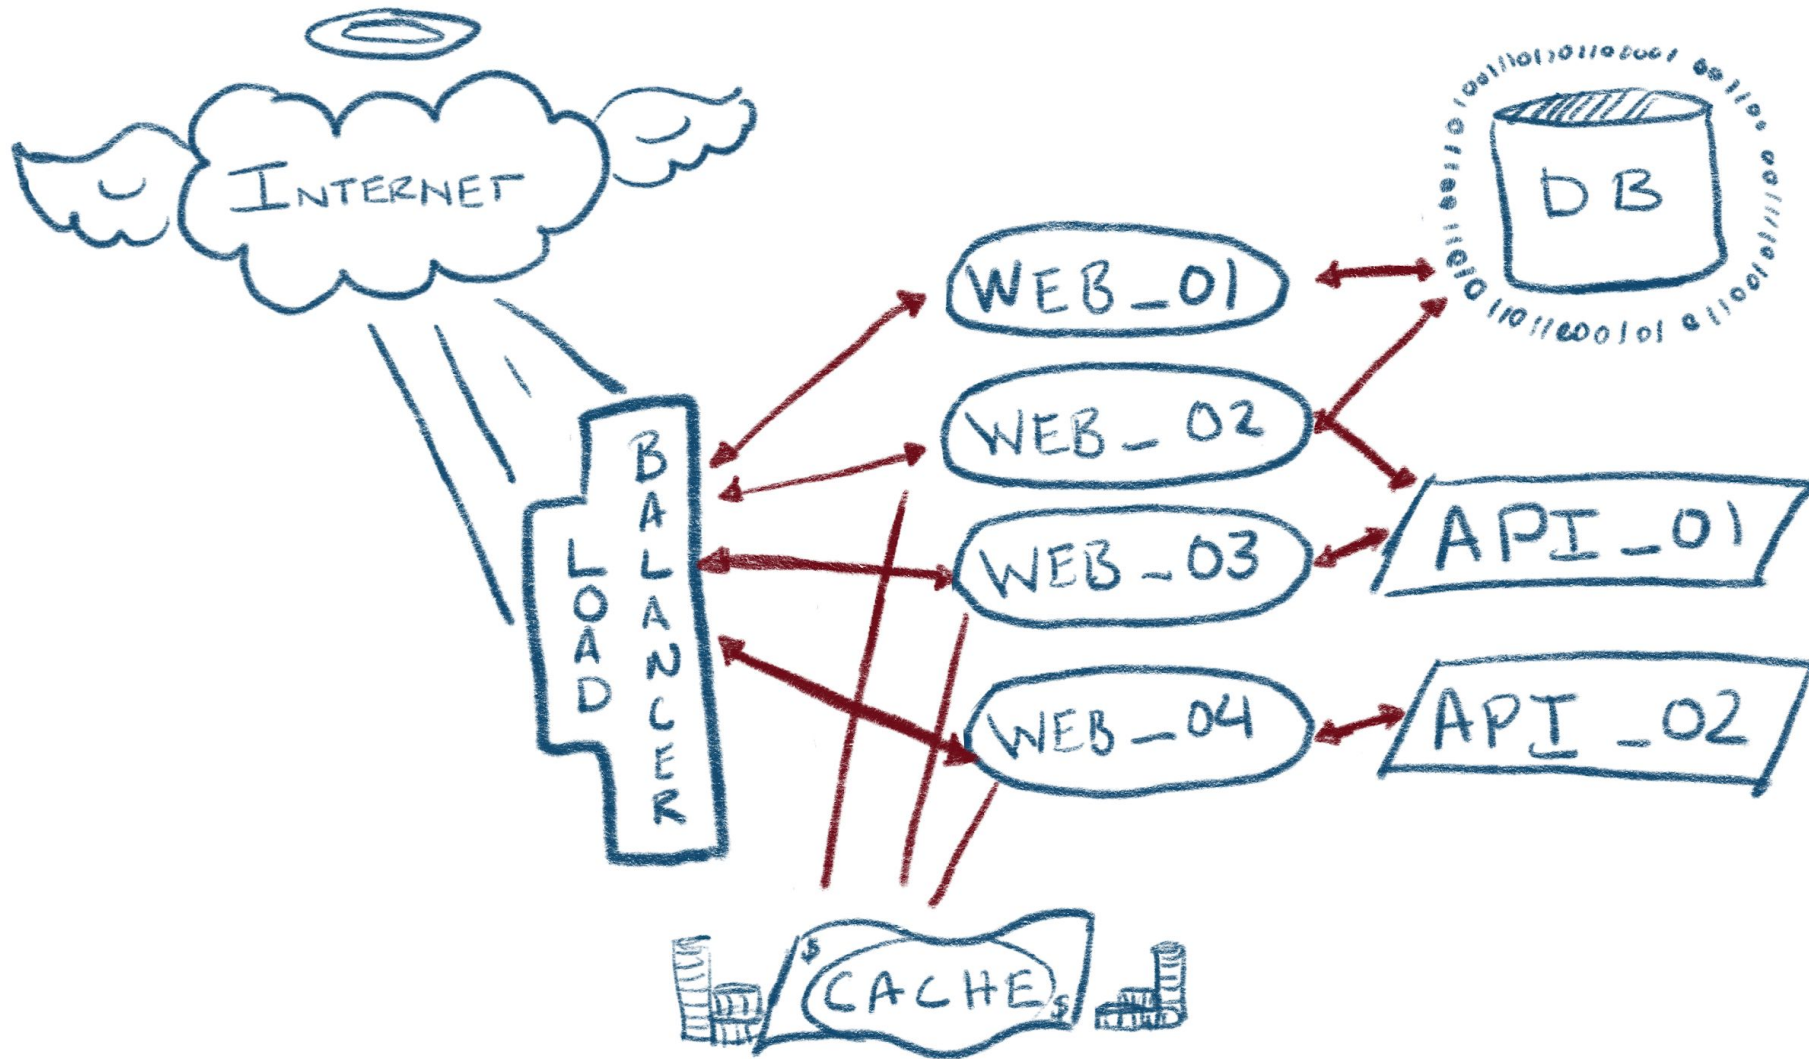 INTERNET
LOAD
BALANCER
WEB_01
WEB_02
WEB_03
WEB_04
DB
API_01
API_02
$
CACHE
$